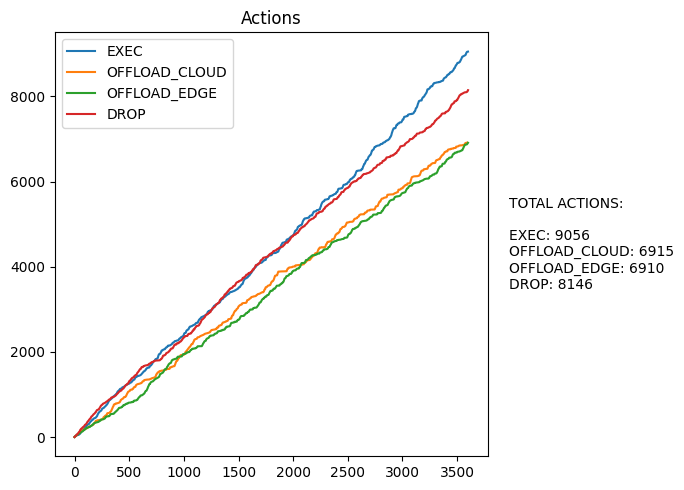 Actions
EXEC
OFFLOAD_CLOUD
OFFLOAD_EDGE
DROP
8000
6000
4000
2000
0
0 500 1000 1500 2000 2500 3000 3500
TOTAL ACTIONS:
EXEC: 9056
OFFLOAD_CLOUD: 6915
OFFLOAD_EDGE: 6910
DROP: 8146